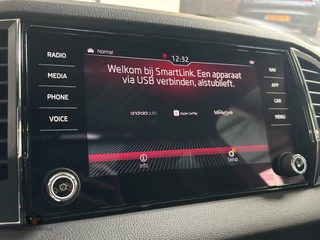 Normal
12:32
RADIO
MEDIA
PHONE
VOICE
Welkom bij SmartLink. Een apparaat
via USB verbinden, alstublieft.
androidauto
Apple CarPlay
MirrorLink
Info
Setup
NAV
APP
CAR
MENU